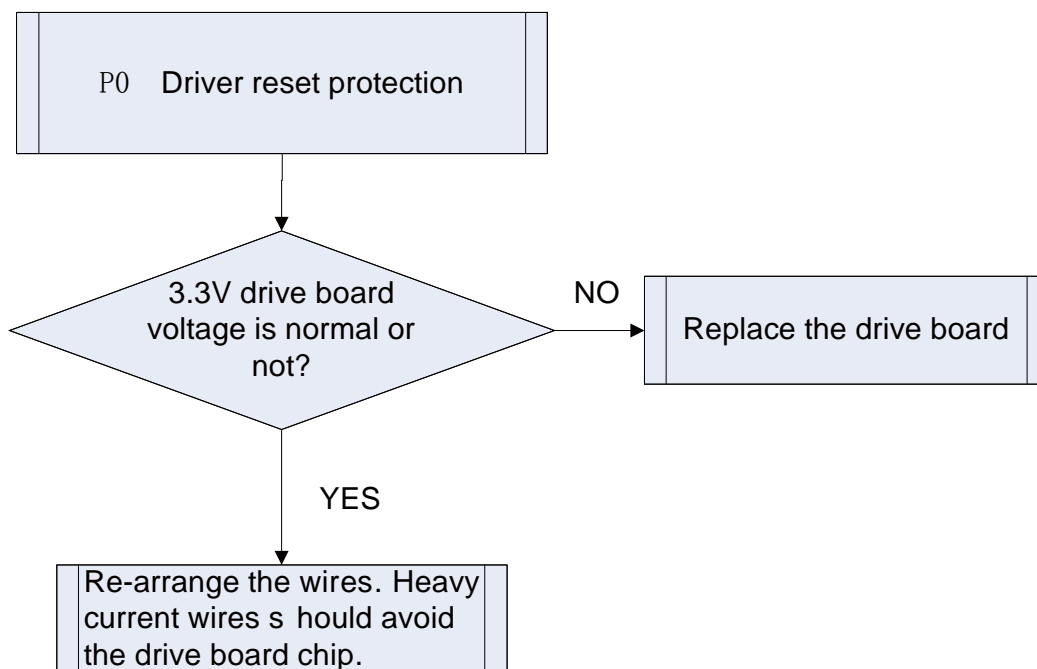 P0 Driver reset protection
3.3V drive board
voltage is normal or
not?
NO
Replace the drive board
YES
Re-arrange the wires. Heavy
current wires s hould avoid
the drive board chip.